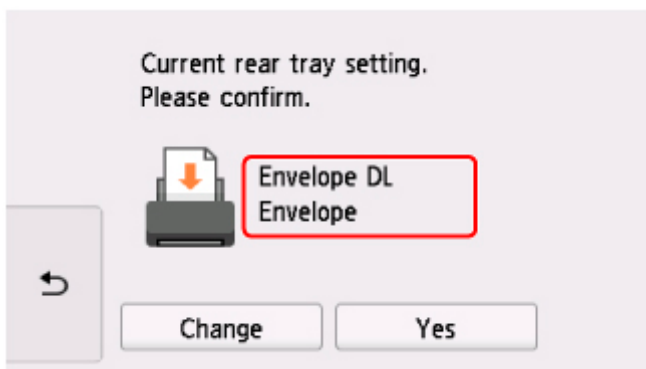 Current rear tray setting.
Please confirm.
Envelope DL
Envelope
Change
Yes